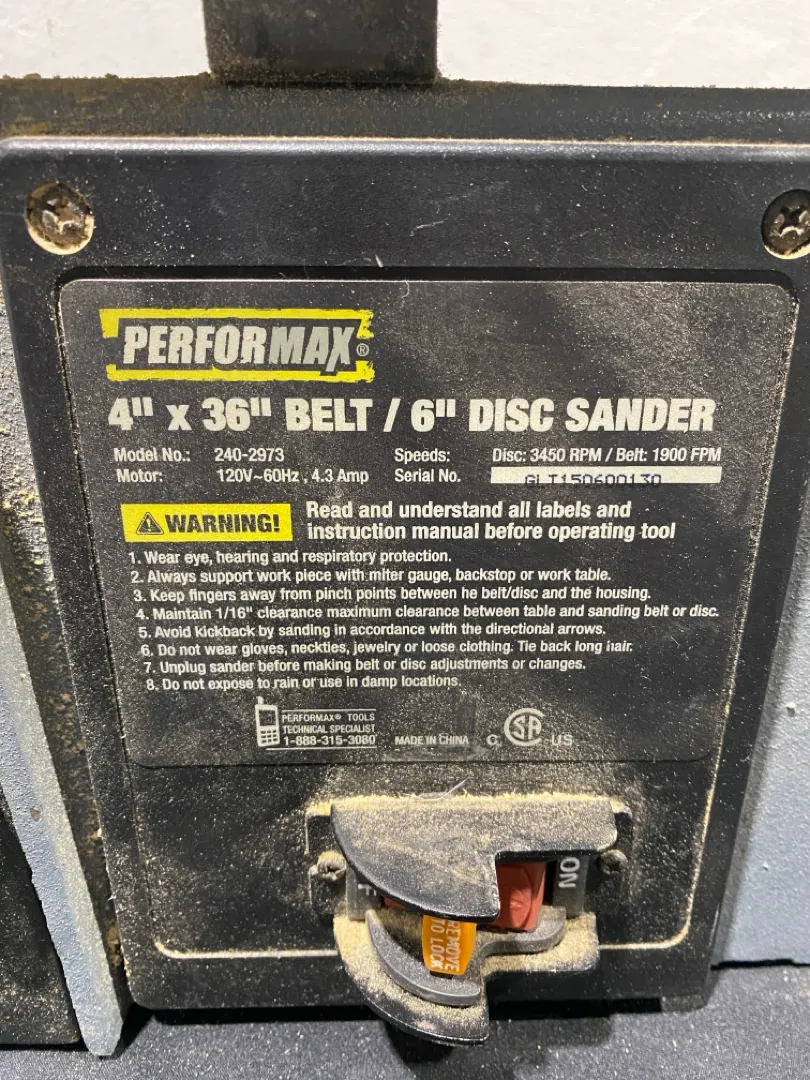 PERFORMAX®
4" x 36" BELT / 6" DISC SANDER
Model No.: 240-2973 Speeds: Disc: 3450 RPM / Belt: 1900 FPM
Motor: 120V~60Hz , 4.3 Amp Serial No. GLT150600130
⚠WARNING! Read and understand all labels and
instruction manual before operating tool
1. Wear eye, hearing and respiratory protection.
2. Always support work piece with miter gauge, backstop or work table.
3. Keep fingers away from pinch points between he belt/disc and the housing.
4. Maintain 1/16" clearance maximum clearance between table and sanding belt or disc.
5. Avoid kickback by sanding in accordance with the directional arrows.
6. Do not wear gloves, neckties, jewelry or loose clothing. Tie back long hair.
7. Unplug sander before making belt or disc adjustments or changes.
8. Do not expose to rain or use in damp locations.
PERFORMAX® TOOLS
TECHNICAL SPECIALIST
1-888-315-3080
MADE IN CHINA
C SA US
ON
REMOVE
TO LOCK